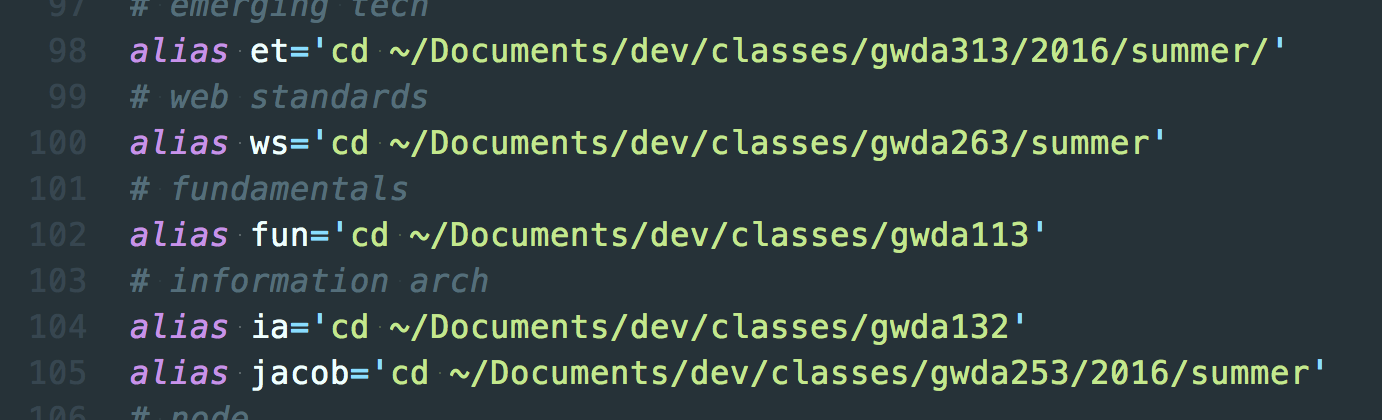 97 # emerging tech
98 alias et='cd ~/Documents/dev/classes/gwda313/2016/summer/'
99 # web standards
100 alias ws='cd ~/Documents/dev/classes/gwda263/summer'
101 # fundamentals
102 alias fun='cd ~/Documents/dev/classes/gwda113'
103 # information arch
104 alias ia='cd ~/Documents/dev/classes/gwda132'
105 alias jacob='cd ~/Documents/dev/classes/gwda253/2016/summer'
106 # node